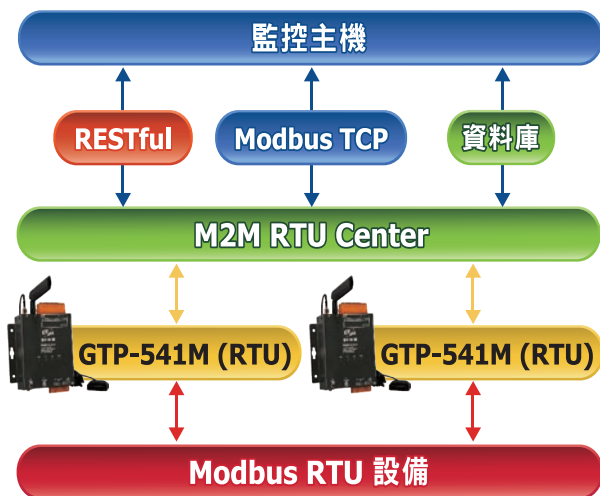 監控主機
RESTful
Modbus TCP
資料庫
M2M RTU Center
GTP-541M (RTU)
GTP-541M (RTU)
Modbus RTU 設備